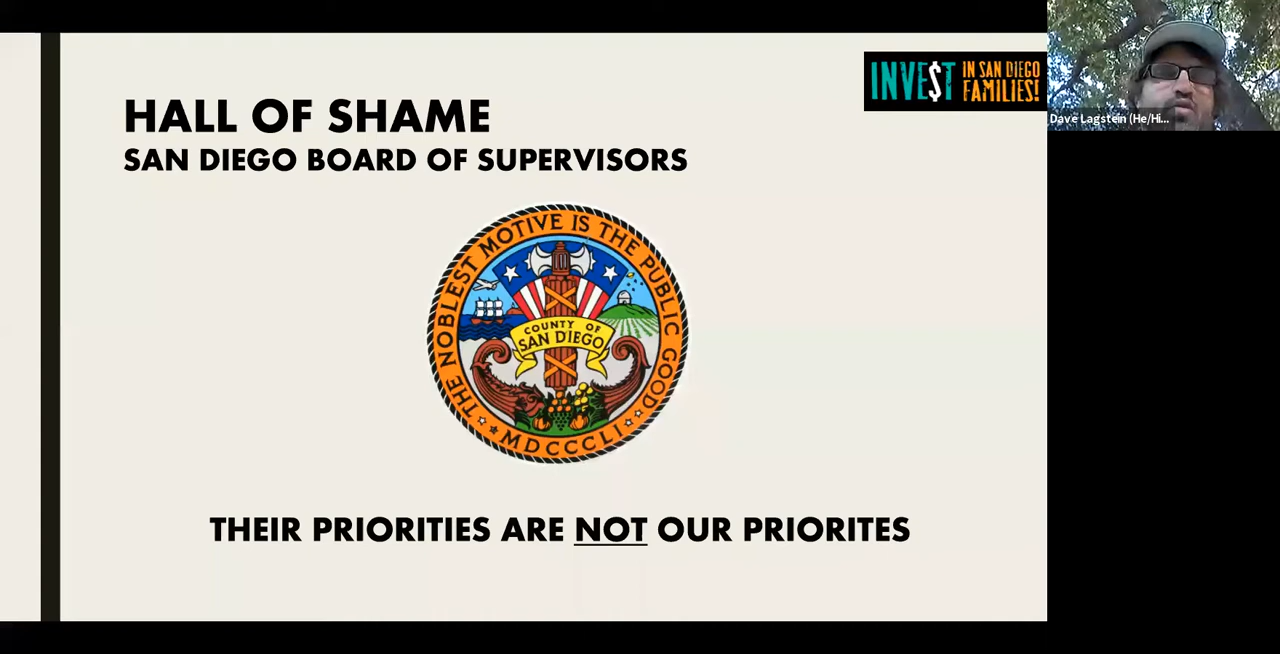 HALL OF SHAME
SAN DIEGO BOARD OF SUPERVISORS
INVE$T
IN SAN DIEGO
FAMILIES!
Dave Lagstein (He/Hi...
THE NOBLEST MOTIVE IS THE PUBLIC GOOD
COUNTY OF
SAN DIEGO
MDCCCLI
THEIR PRIORITIES ARE NOT OUR PRIORITES